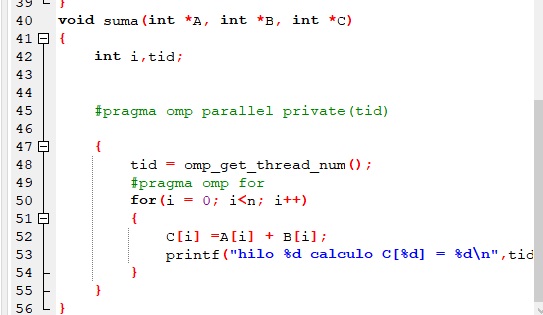 39 }
40 void suma(int *A, int *B, int *C)
41 {
42 int i,tid;
43
44
45 #pragma omp parallel private(tid)
46
47 {
48 tid = omp_get_thread_num();
49 #pragma omp for
50 for(i = 0; i<n; i++)
51 {
52 C[i] =A[i] + B[i];
53 printf("hilo %d calculo C[%d] = %d\n",tid
54 }
55 }
56 }